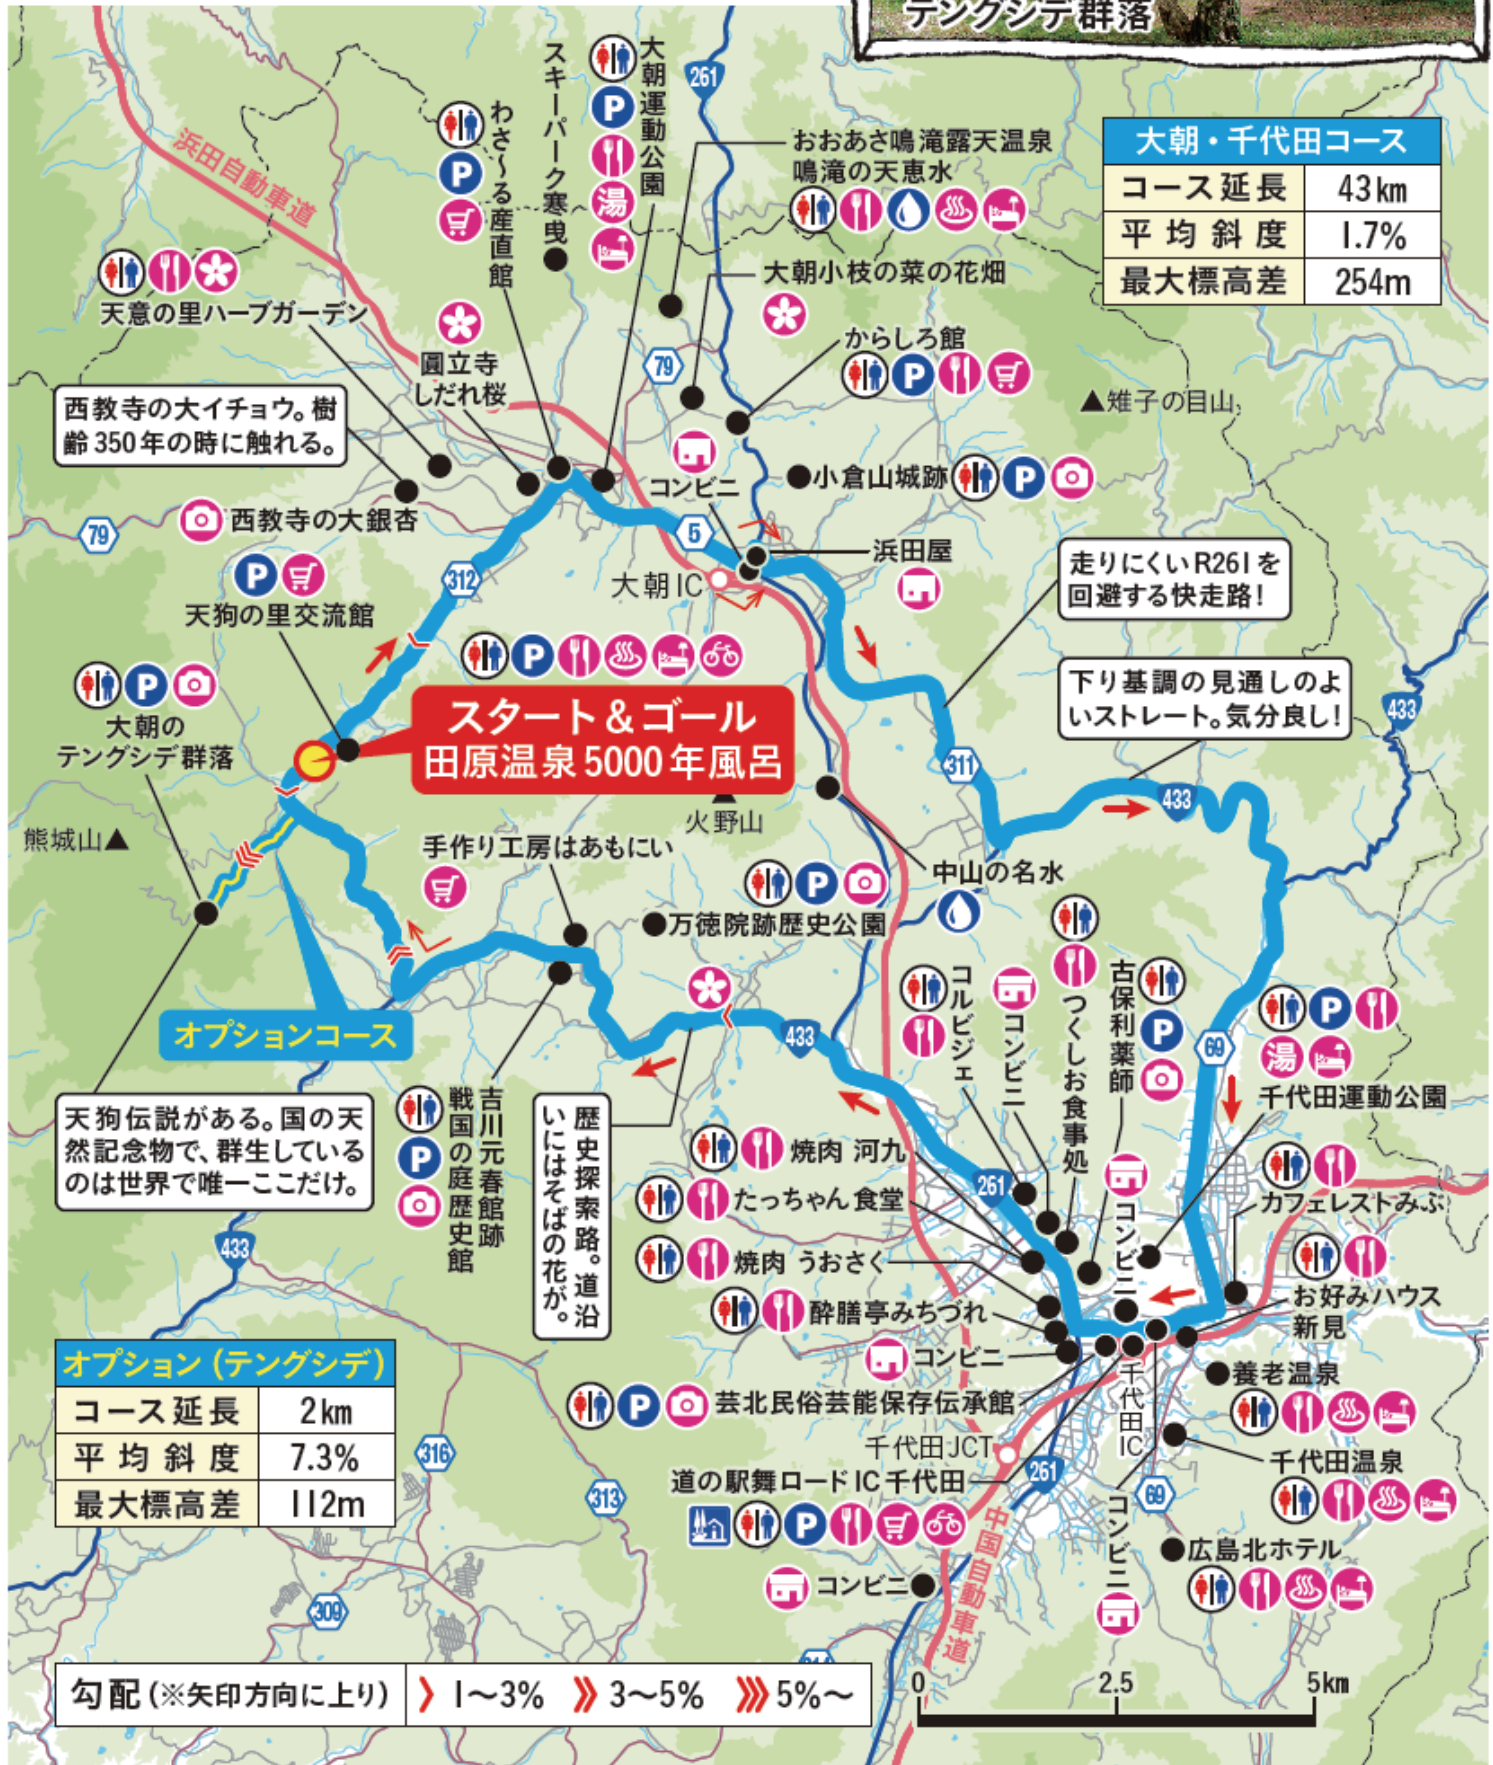 テングシデ群落
大朝・千代田コース
コース延長 43km
平均斜度 1.7%
最大標高差 254m
浜田自動車道
わさ～る産直館
P
スキーパーク寒曳
大朝運動公園
P
湯
261
おおあさ鳴滝露天温泉
鳴滝の天恵水
大朝小枝の菜の花畑
からしろ館
P
天意の里ハーブガーデン
圓立寺
しだれ桜
79
▲雉子の目山
西教寺の大イチョウ。樹
齢350年の時に触れる。
コンビニ
小倉山城跡
P
79
西教寺の大銀杏
5
浜田屋
大朝IC
走りにくいR261を
回避する快走路！
P
天狗の里交流館
312
P
P
大朝の
テングシデ群落
スタート＆ゴール
田原温泉5000年風呂
下り基調の見通しのよ
いストレート。気分良し！
433
311
433
熊城山▲
▲
火野山
手作り工房はあもにい
中山の名水
P
万徳院跡歴史公園
オプションコース
コルビジェ
コンビニ
つくしお食事処
古保利薬師
P
433
69
P
湯
千代田運動公園
天狗伝説がある。国の天
然記念物で、群生している
のは世界で唯一ここだけ。
P
吉川元春館跡
戦国の庭歴史館
歴史探索路。道沿
いにはそばの花が。
焼肉 河九
たっちゃん食堂
焼肉 うおさく
酔膳亭みちづれ
コンビニ
261
コンビニ
カフェレストみぶ
お好みハウス
新見
433
P
芸北民俗芸能保存伝承館
千代田IC
養老温泉
オプション（テングシデ）
コース延長 2km
平均斜度 7.3%
最大標高差 112m
316
313
千代田JCT
261
千代田温泉
道の駅舞ロードIC千代田
P
コンビニ
69
広島北ホテル
コンビニ
中国自動車道
309
勾配（※矢印方向に上り） 1～3% 3～5% 5%～
0 2.5 5km